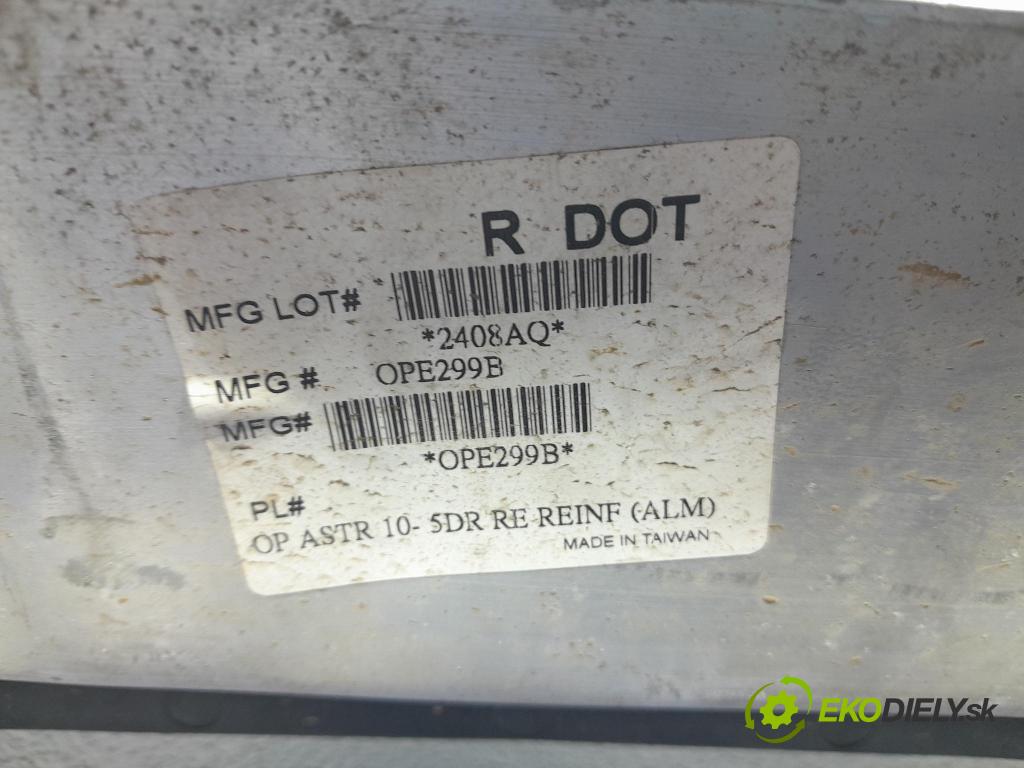 R DOT
MFG LOT#
*2408AQ*
MFG # OPE299B
MFG#
*OPE299B*
PL#
OP ASTR 10- 5DR RE REINF (ALM)
MADE IN TAIWAN
EKODIELY.sk